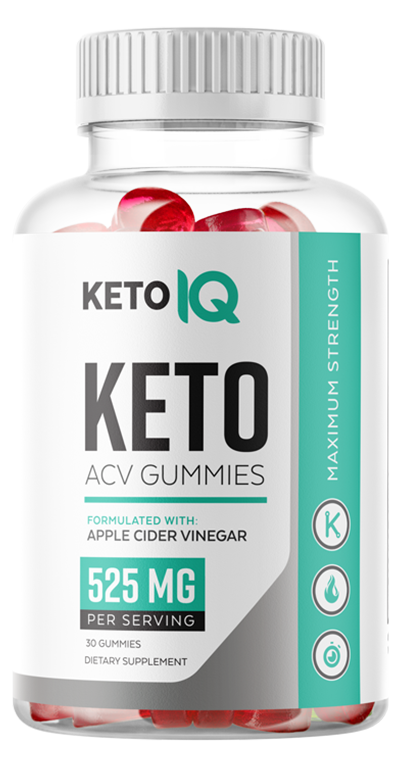 KETO IQ
KETO
ACV GUMMIES
FORMULATED WITH:
APPLE CIDER VINEGAR
525 MG
PER SERVING
30 GUMMIES
DIETARY SUPPLEMENT
MAXIMUM STRENGTH
K